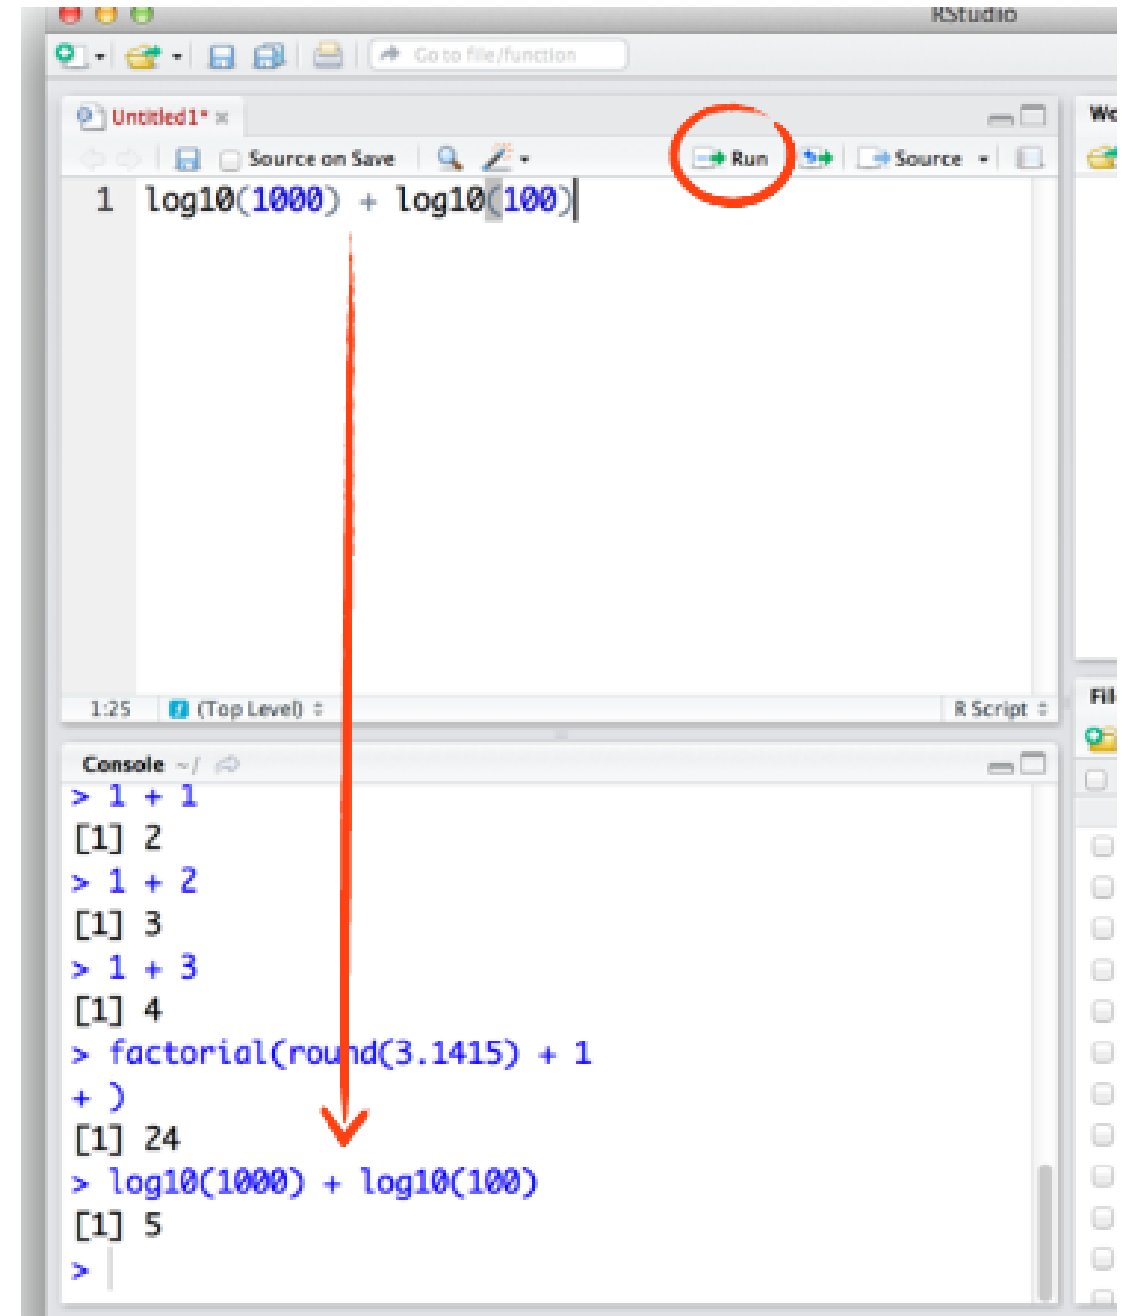 RStudio
Go to file/function
Untitled1*
Source on Save Run Source
1 log10(1000) + log10(100)
1:25 (Top Level) R Script
Console ~/
> 1 + 1
[1] 2
> 1 + 2
[1] 3
> 1 + 3
[1] 4
> factorial(round(3.1415) + 1
+ )
[1] 24
> log10(1000) + log10(100)
[1] 5
>
Wo
Fil